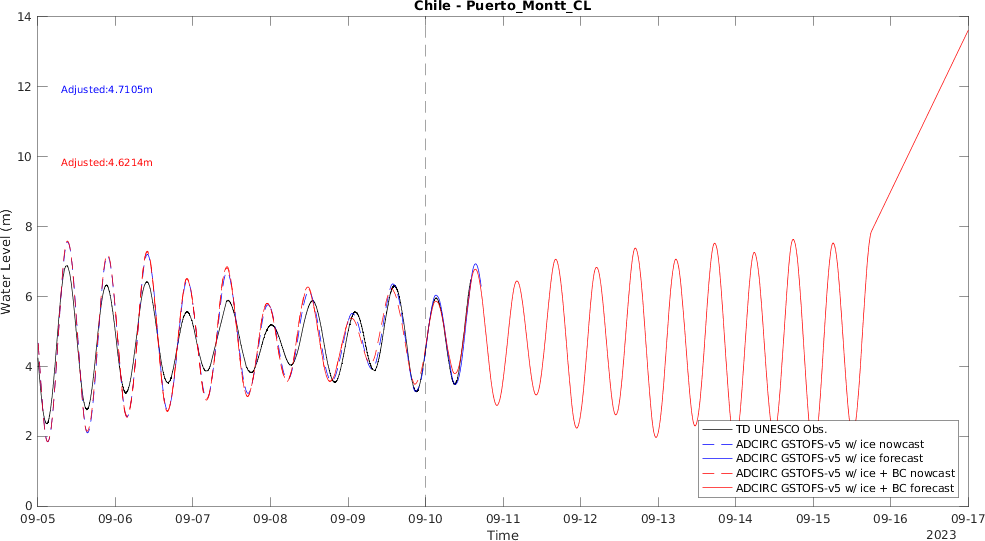 Chile - Puerto_Montt_CL
14
12
10
8
6
4
2
0
Water Level (m)
Adjusted:4.7105m
Adjusted:4.6214m
TD UNESCO Obs.
ADCIRC GSTOFS-v5 w/ ice nowcast
ADCIRC GSTOFS-v5 w/ ice forecast
ADCIRC GSTOFS-v5 w/ ice + BC nowcast
ADCIRC GSTOFS-v5 w/ ice + BC forecast
09-05 09-06 09-07 09-08 09-09 09-10 09-11 09-12 09-13 09-14 09-15 09-16 09-17
Time
2023